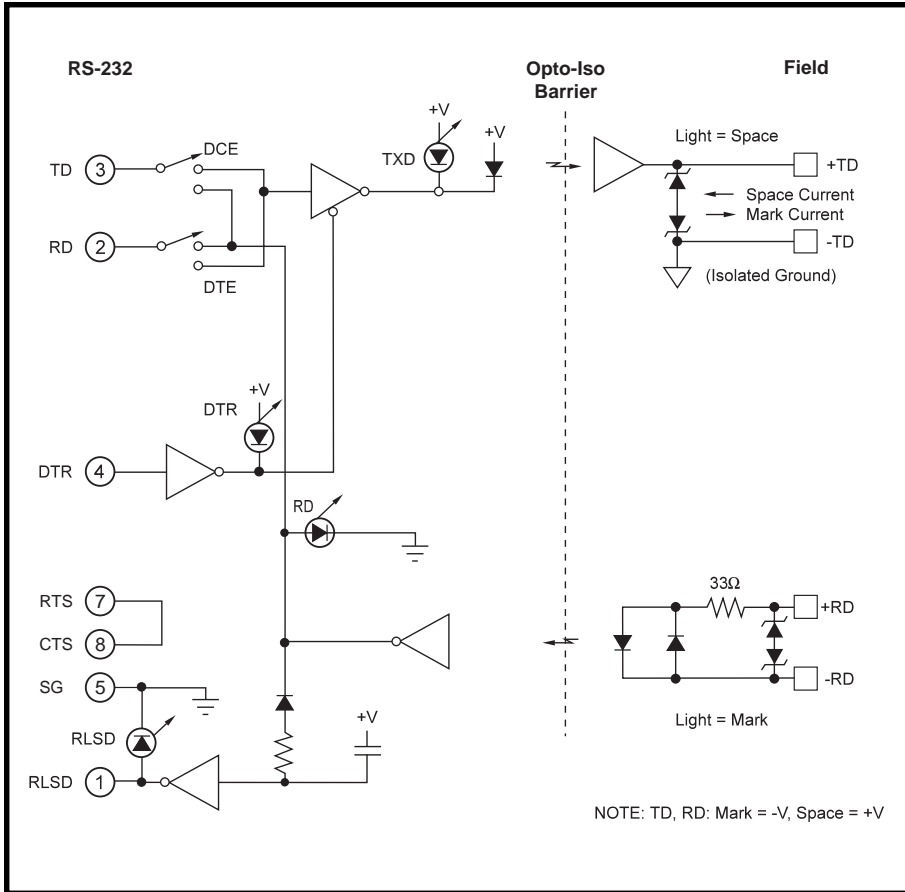 RS-232
Opto-Iso
Barrier
Field
+V
+V
DCE
TXD
Light = Space
TD 3
+TD
Space Current
Mark Current
RD 2
-TD
DTE
(Isolated Ground)
+V
DTR
DTR 4
RD
33Ω
RTS 7
+RD
CTS 8
SG 5
-RD
+V
Light = Mark
RLSD
RLSD 1
NOTE: TD, RD: Mark = -V, Space = +V